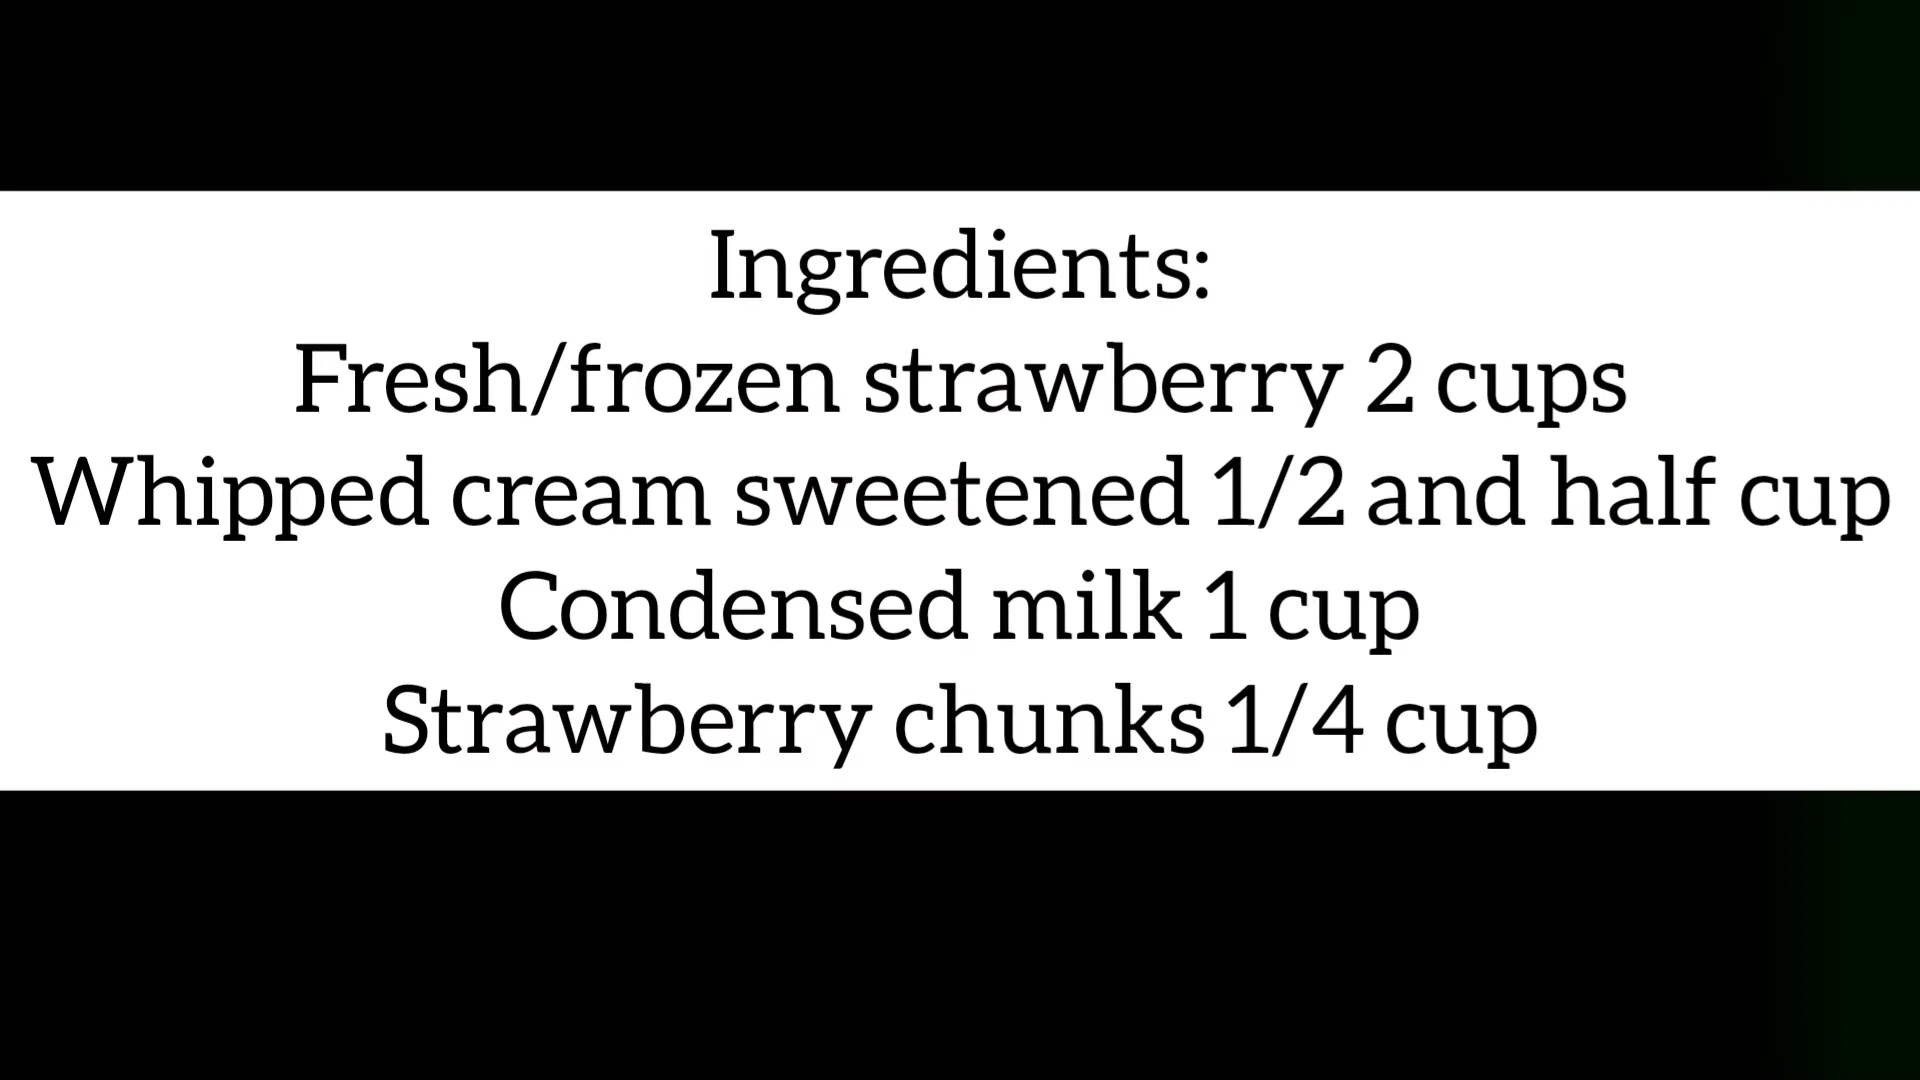 Ingredients:
Fresh/frozen strawberry 2 cups
Whipped cream sweetened 1/2 and half cup
Condensed milk 1 cup
Strawberry chunks 1/4 cup